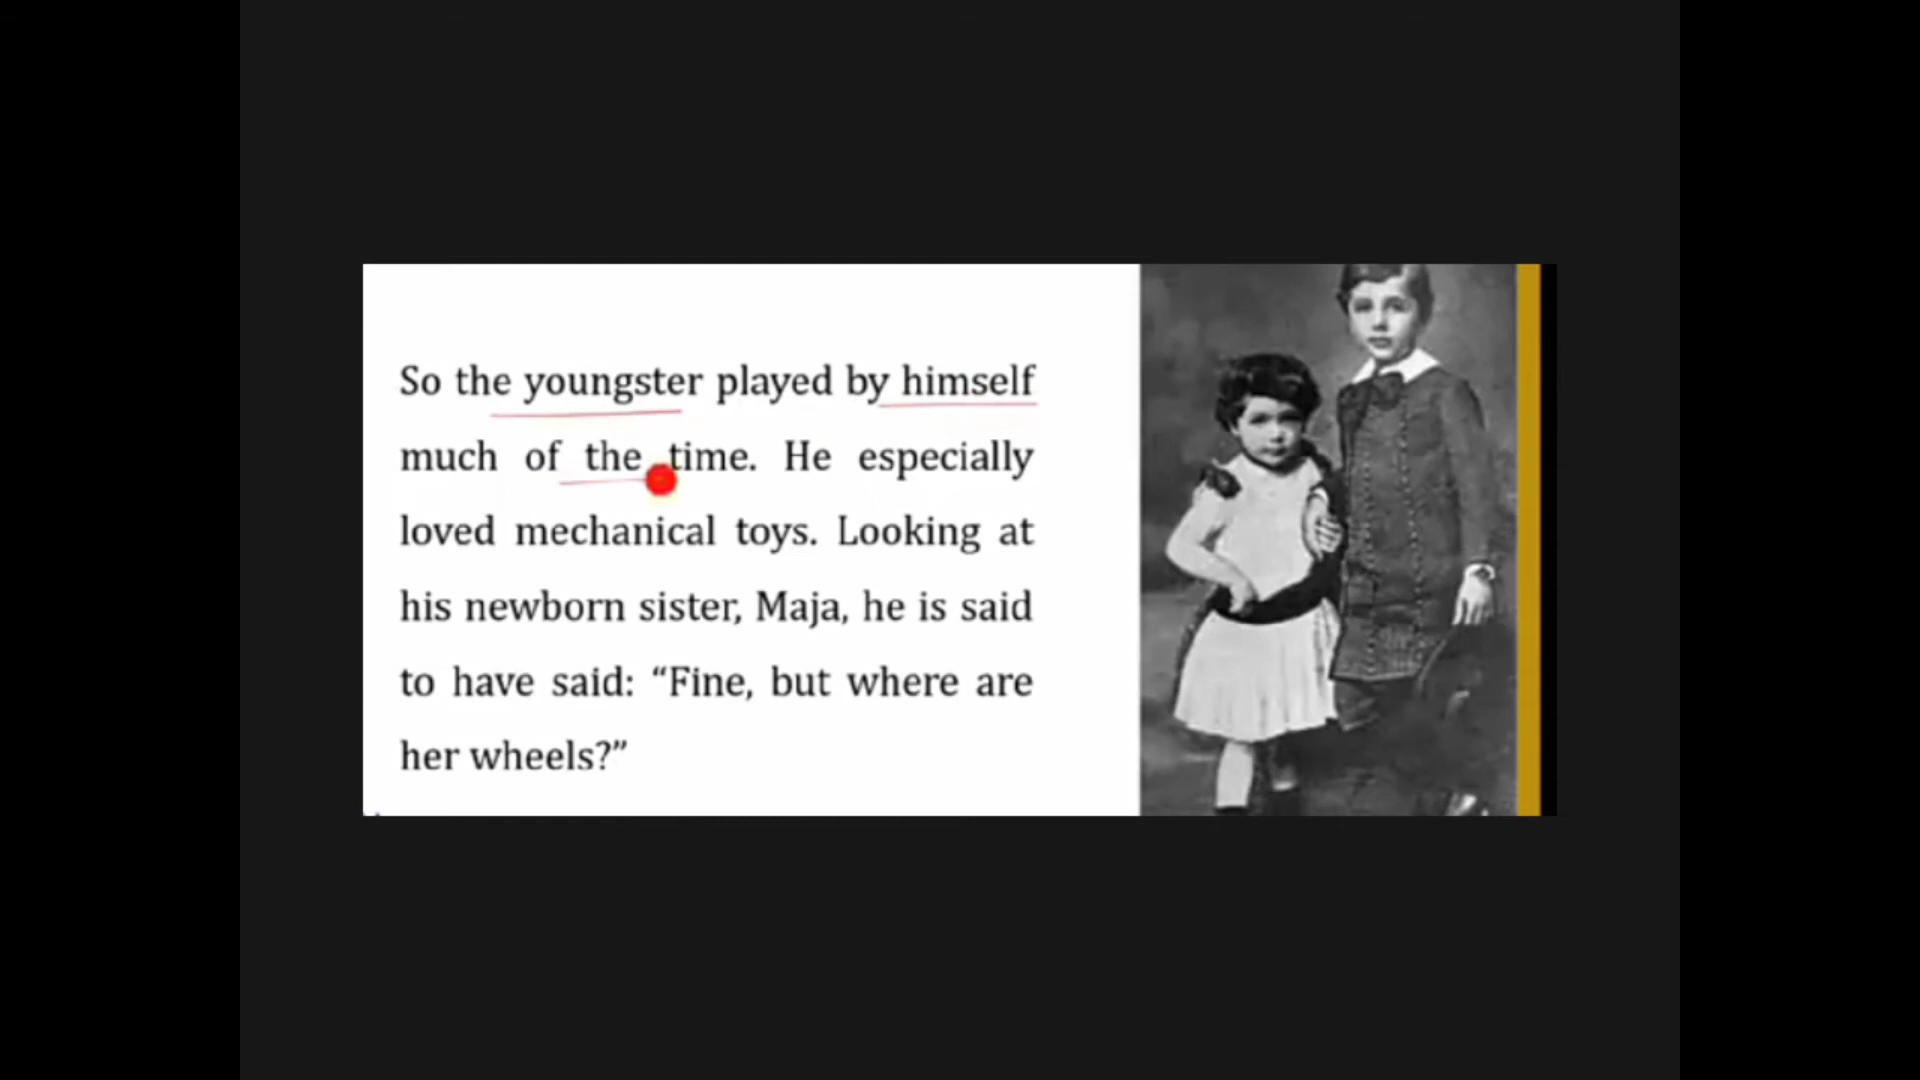 So the youngster played by himself
much of the time. He especially
loved mechanical toys. Looking at
his newborn sister, Maja, he is said
to have said: “Fine, but where are
her wheels?”